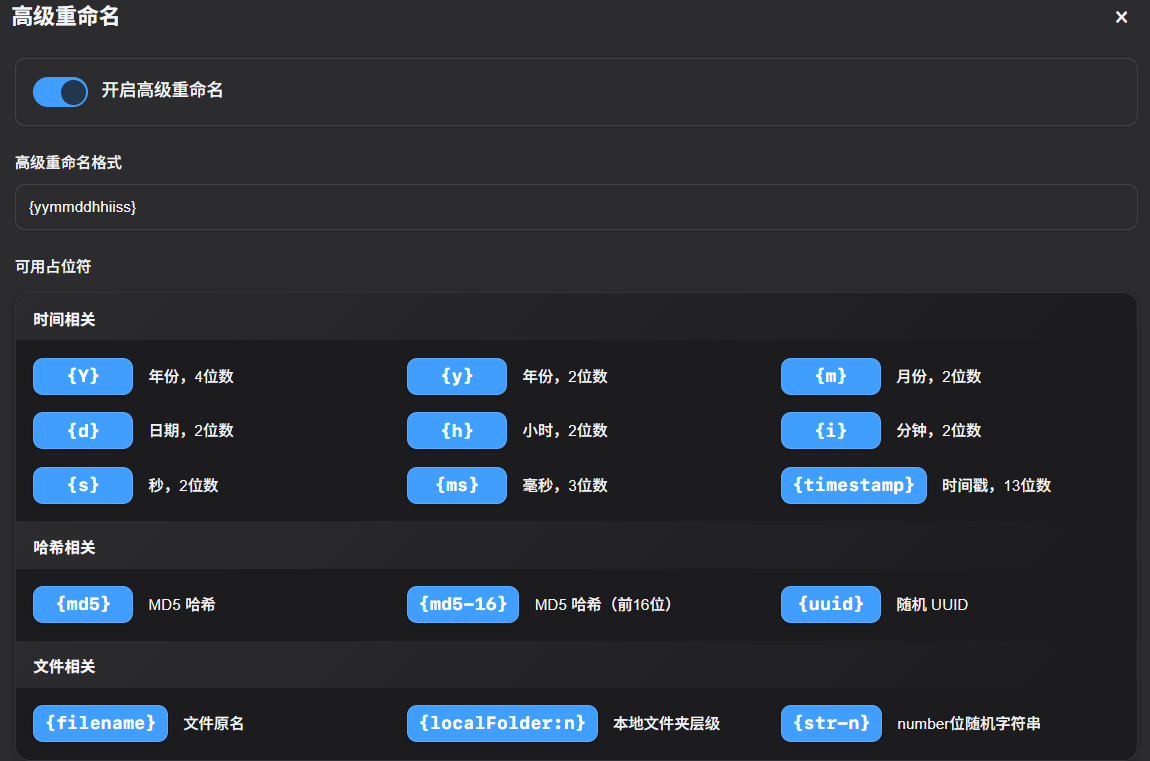 高级重命名
×
开启高级重命名
高级重命名格式
{yymmddhhiiss}
可用占位符
时间相关
{Y} 年份，4位数 {y} 年份，2位数 {m} 月份，2位数
{d} 日期，2位数 {h} 小时，2位数 {i} 分钟，2位数
{s} 秒，2位数 {ms} 毫秒，3位数 {timestamp} 时间戳，13位数
哈希相关
{md5} MD5 哈希 {md5-16} MD5 哈希（前16位） {uuid} 随机 UUID
文件相关
{filename} 文件原名 {localFolder:n} 本地文件夹层级 {str-n} number位随机字符串